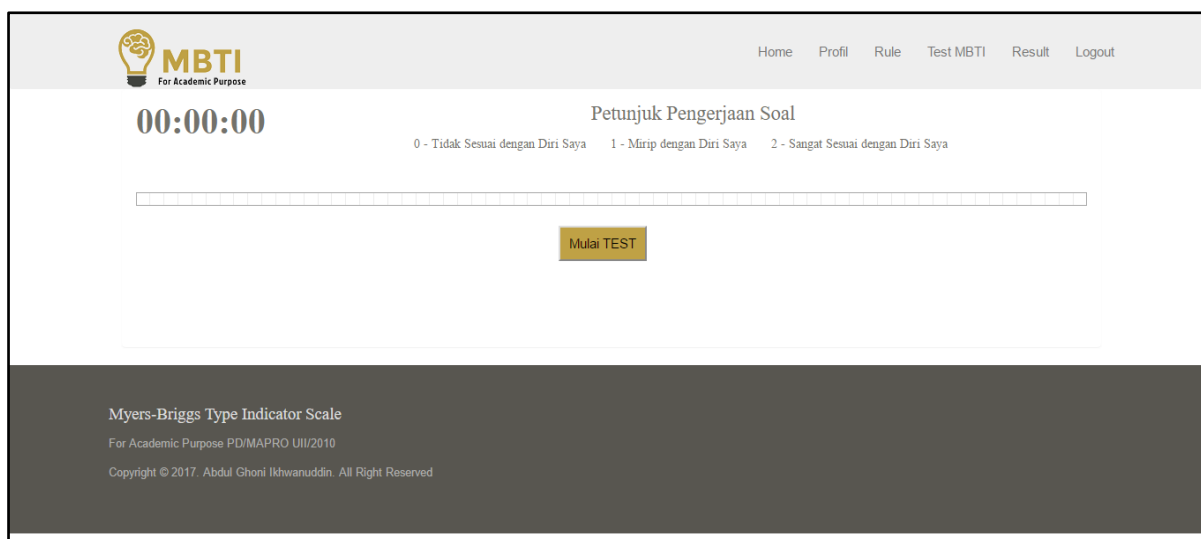 MBTI
For Academic Purpose
Home Profil Rule Test MBTI Result Logout
00:00:00
Petunjuk Pengerjaan Soal
0 - Tidak Sesuai dengan Diri Saya 1 - Mirip dengan Diri Saya 2 - Sangat Sesuai dengan Diri Saya
Mulai TEST
Myers-Briggs Type Indicator Scale
For Academic Purpose PD/MAPRO UII/2010
Copyright © 2017. Abdul Ghoni Ikhwanuddin. All Right Reserved